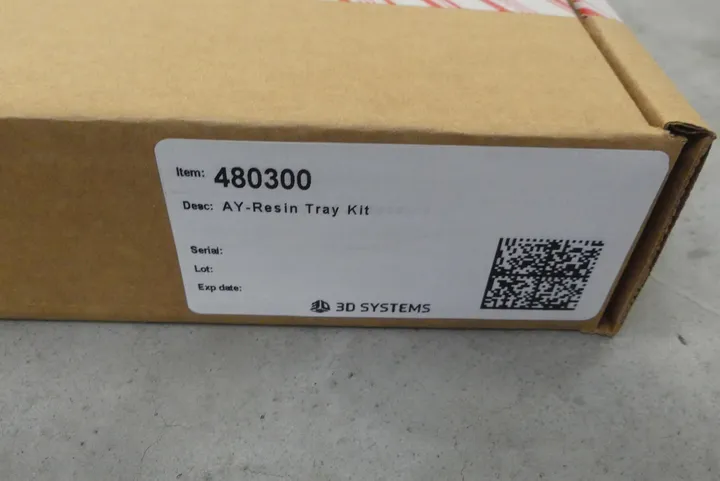 Item: 480300
Desc: AY-Resin Tray Kit
Serial:
Lot:
Exp date:
3D SYSTEMS